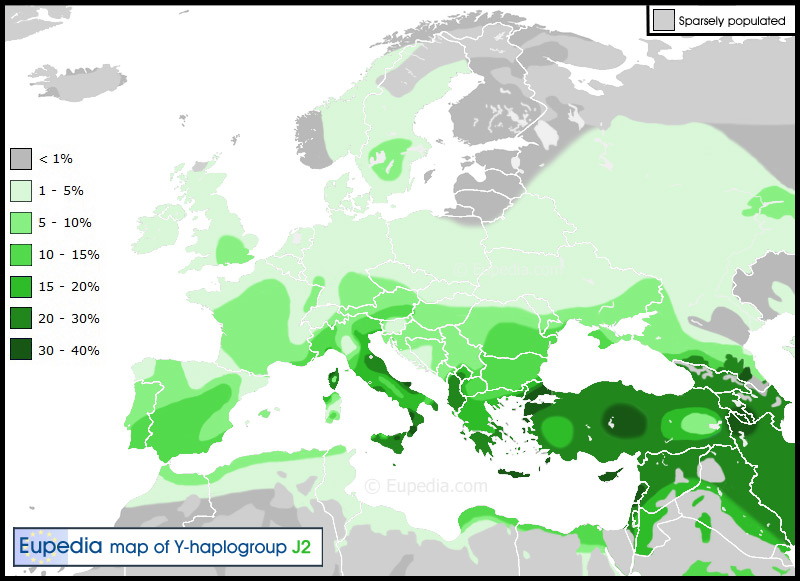 Sparsely populated
< 1%
1 - 5%
5 - 10%
10 - 15%
15 - 20%
20 - 30%
30 - 40%
© Eupedia.com
Eupedia map of Y-haplogroup J2